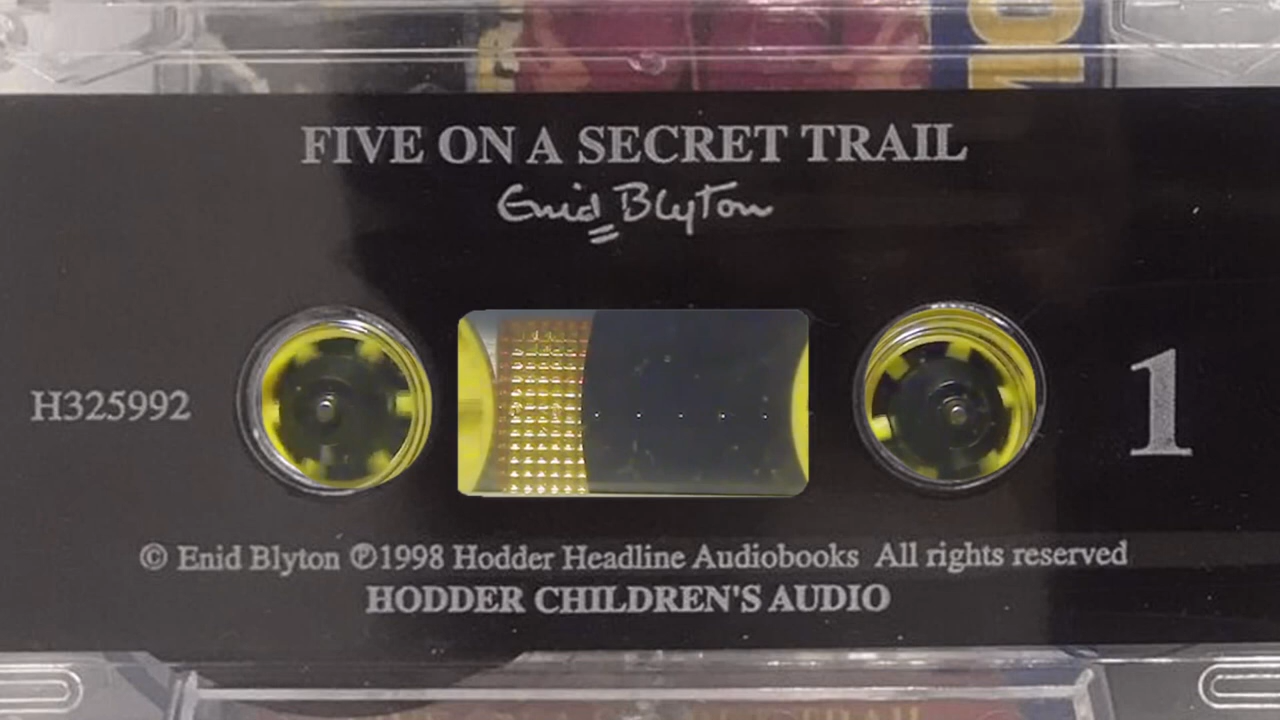 FIVE ON A SECRET TRAIL
Enid Blyton
H325992
1
© Enid Blyton ℗1998 Hodder Headline Audiobooks All rights reserved
HODDER CHILDREN'S AUDIO